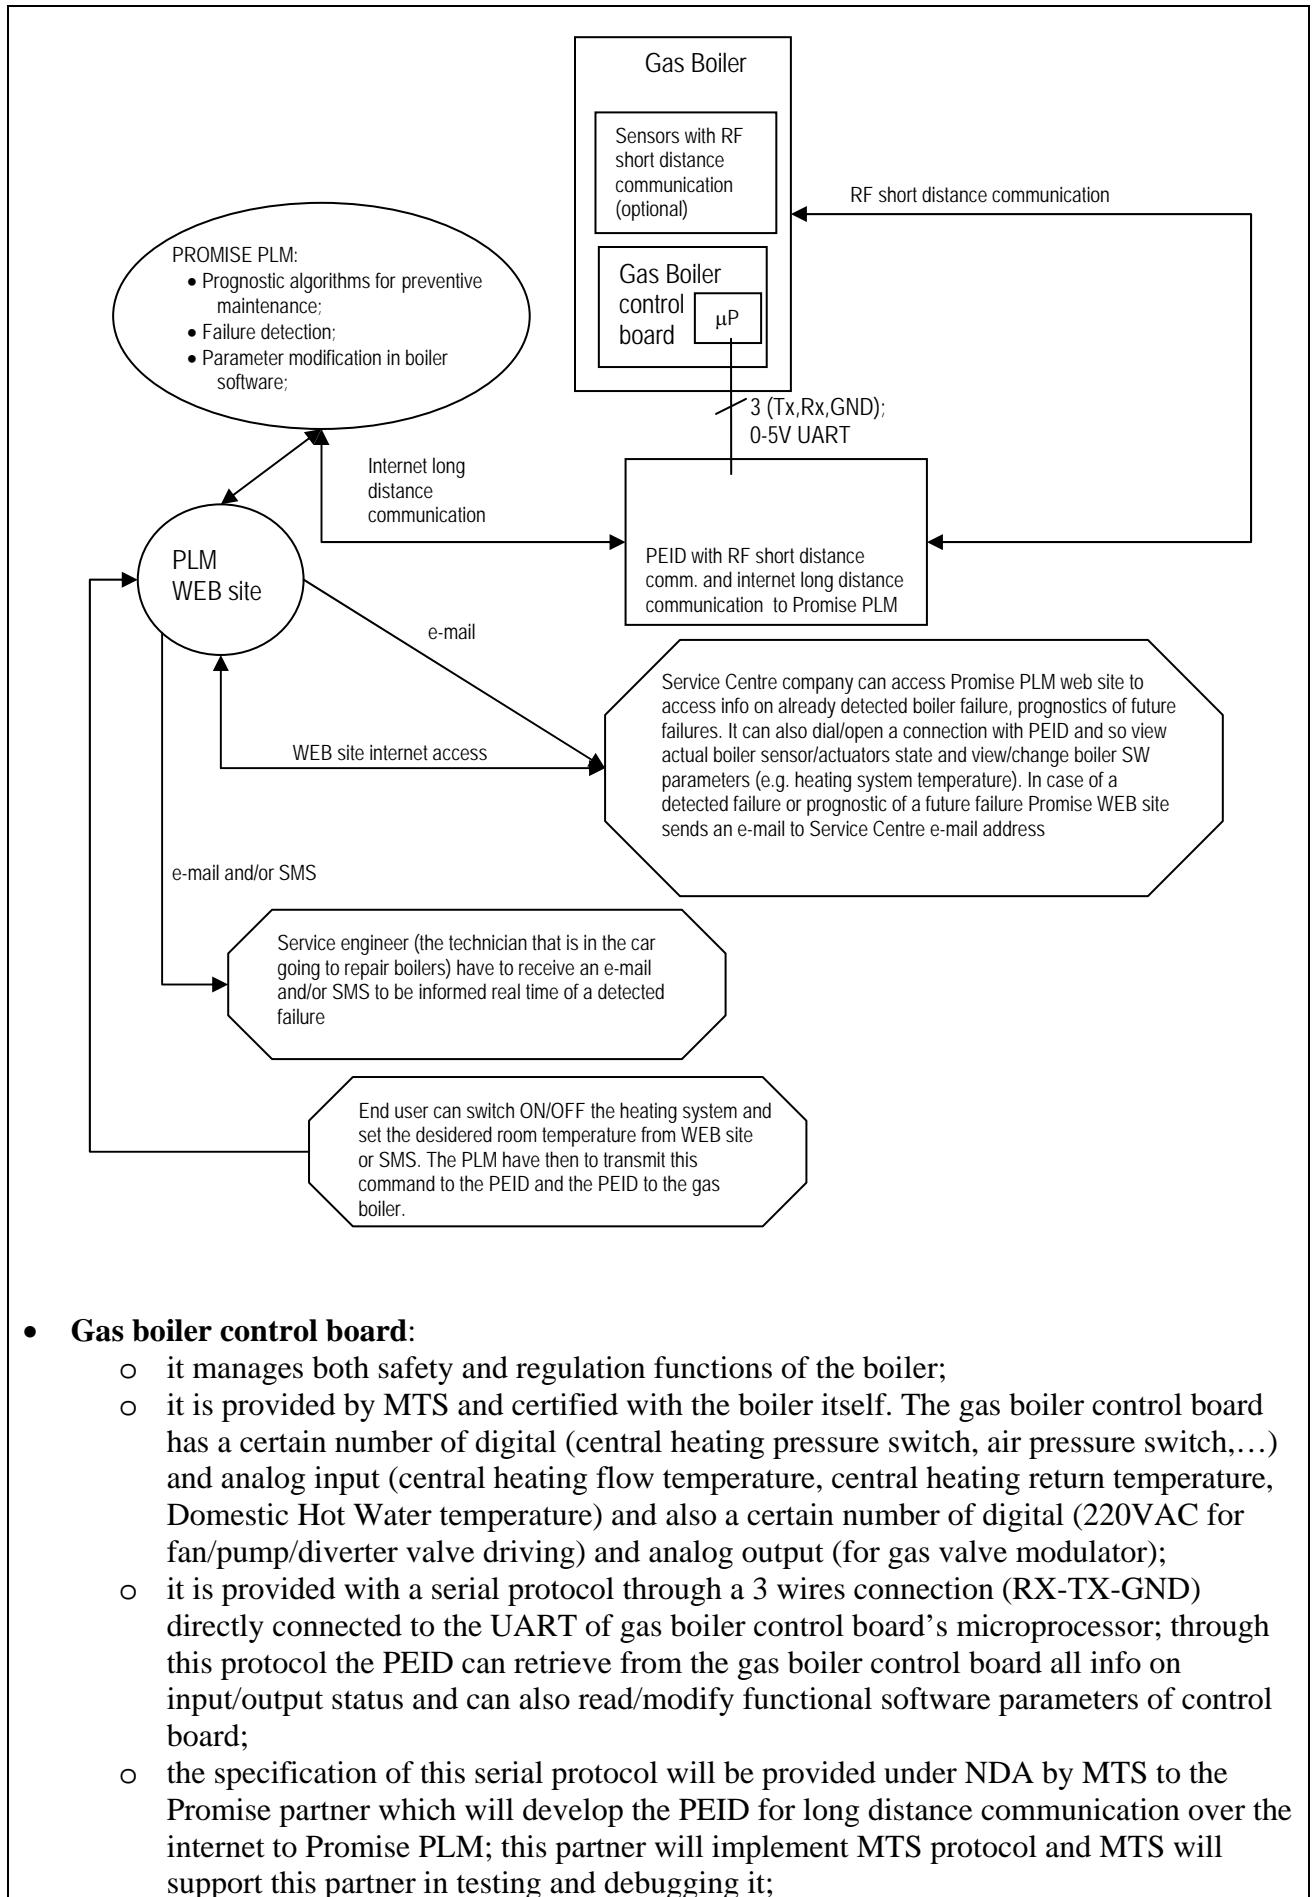 Gas Boiler
Sensors with RF
short distance
communication
(optional)
RF short distance communication
PROMISE PLM:
• Prognostic algorithms for preventive
maintenance;
• Failure detection;
• Parameter modification in boiler
software;
Gas Boiler
control
board
µP
3 (Tx,Rx,GND);
0-5V UART
Internet long
distance
communication
PLM
WEB site
PEID with RF short distance
comm. and internet long distance
communication to Promise PLM
e-mail
Service Centre company can access Promise PLM web site to
access info on already detected boiler failure, prognostics of future
failures. It can also dial/open a connection with PEID and so view
actual boiler sensor/actuators state and view/change boiler SW
parameters (e.g. heating system temperature). In case of a
detected failure or prognostic of a future failure Promise WEB site
sends an e-mail to Service Centre e-mail address
WEB site internet access
e-mail and/or SMS
Service engineer (the technician that is in the car
going to repair boilers) have to receive an e-mail
and/or SMS to be informed real time of a detected
failure
End user can switch ON/OFF the heating system and
set the desidered room temperature from WEB site
or SMS. The PLM have then to transmit this
command to the PEID and the PEID to the gas
boiler.
• Gas boiler control board:
o it manages both safety and regulation functions of the boiler;
o it is provided by MTS and certified with the boiler itself. The gas boiler control board
has a certain number of digital (central heating pressure switch, air pressure switch,…)
and analog input (central heating flow temperature, central heating return temperature,
Domestic Hot Water temperature) and also a certain number of digital (220VAC for
fan/pump/diverter valve driving) and analog output (for gas valve modulator);
o it is provided with a serial protocol through a 3 wires connection (RX-TX-GND)
directly connected to the UART of gas boiler control board's microprocessor; through
this protocol the PEID can retrieve from the gas boiler control board all info on
input/output status and can also read/modify functional software parameters of control
board;
o the specification of this serial protocol will be provided under NDA by MTS to the
Promise partner which will develop the PEID for long distance communication over the
internet to Promise PLM; this partner will implement MTS protocol and MTS will
support this partner in testing and debugging it;